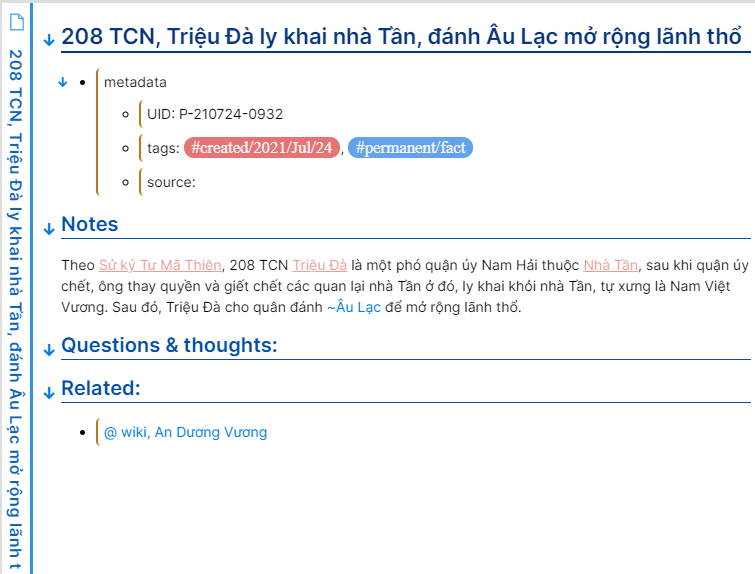 208 TCN, Triệu Đà ly khai nhà Tần, đánh Âu Lạc mở rộng lãnh t
208 TCN, Triệu Đà ly khai nhà Tần, đánh Âu Lạc mở rộng lãnh thổ
metadata
UID: P-210724-0932
tags: #created/2021/Jul/24, #permanent/fact
source:
Notes
Theo Sử ký Tư Mã Thiên, 208 TCN Triệu Đà là một phó quận úy Nam Hải thuộc Nhà Tần, sau khi quận úy
chết, ông thay quyền và giết chết các quan lại nhà Tần ở đó, ly khai khỏi nhà Tần, tự xưng là Nam Việt
Vương. Sau đó, Triệu Đà cho quân đánh ~Âu Lạc để mở rộng lãnh thổ.
Questions & thoughts:
Related:
@ wiki, An Dương Vương